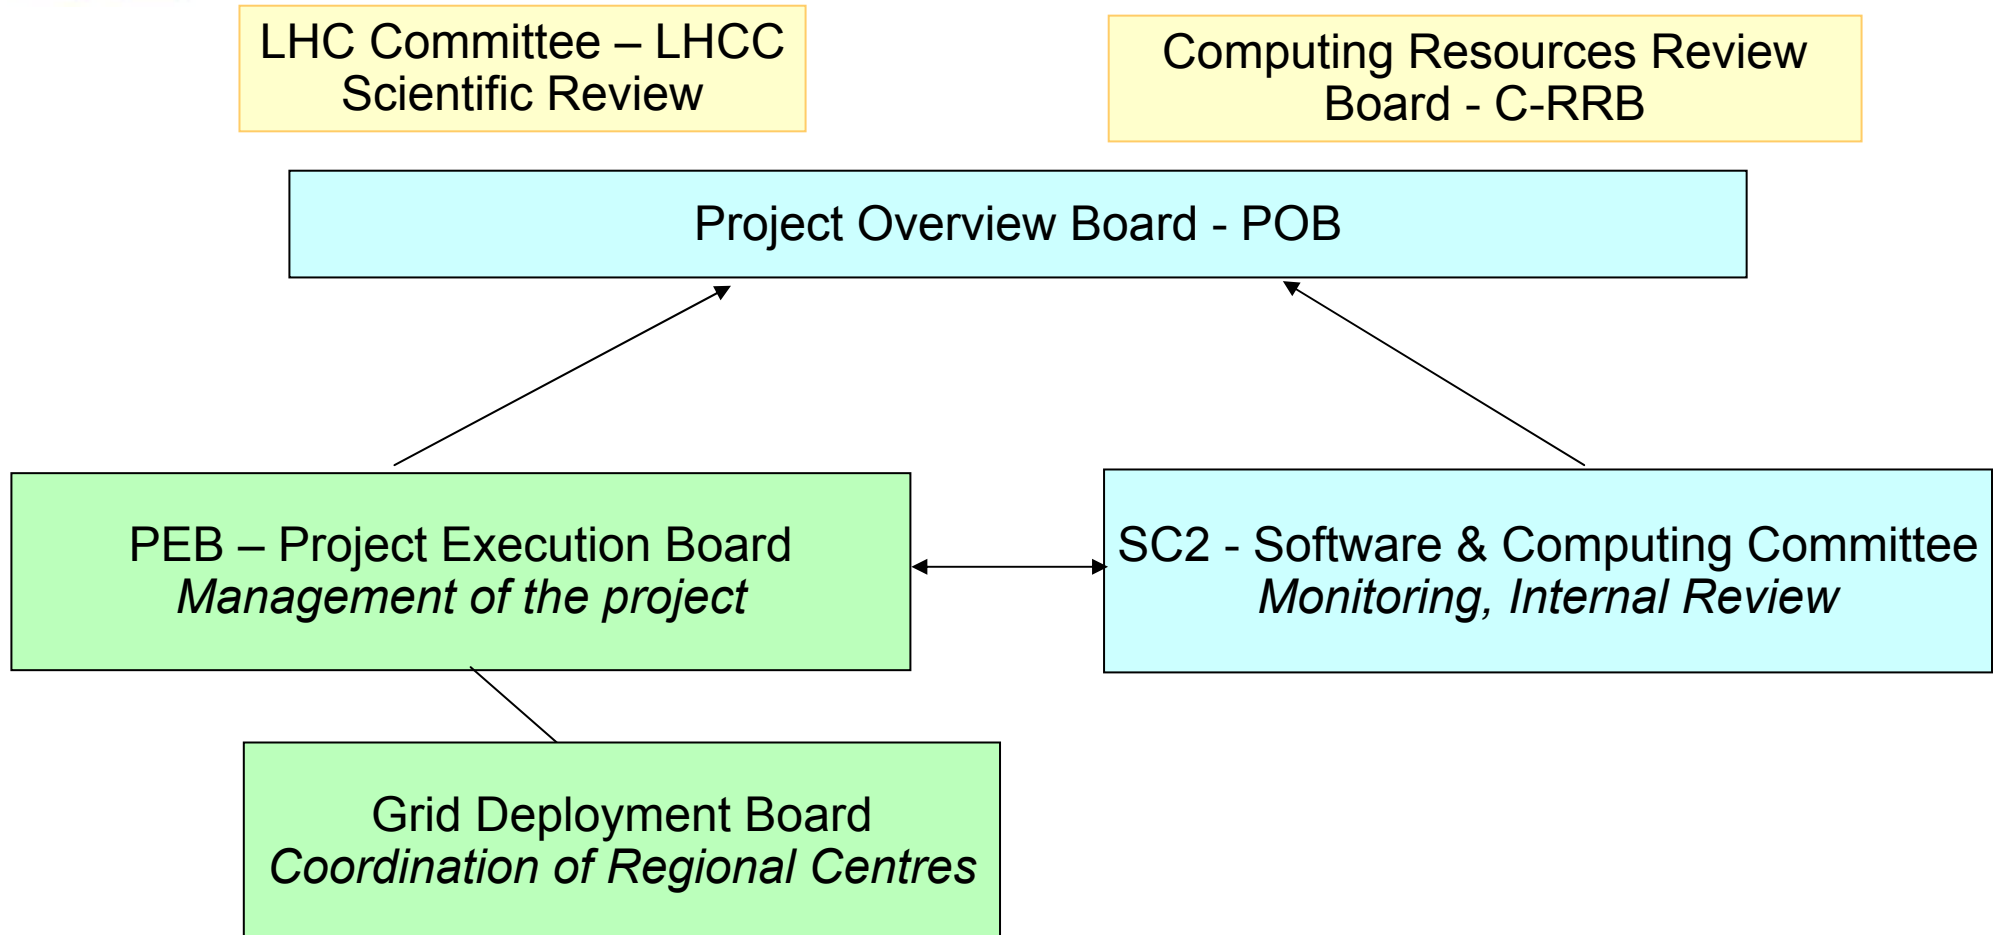 LHC Committee – LHCC
Scientific Review
Computing Resources Review
Board - C-RRB
Project Overview Board - POB
PEB – Project Execution Board
Management of the project
SC2 - Software & Computing Committee
Monitoring, Internal Review
Grid Deployment Board
Coordination of Regional Centres